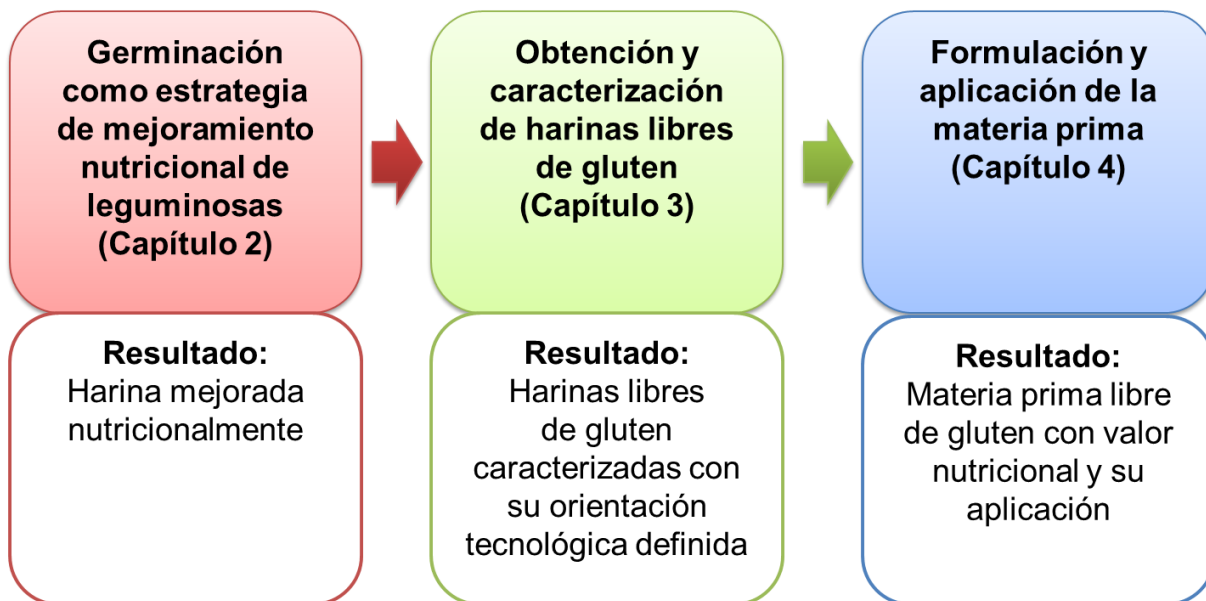 Germinación
como estrategia
de mejoramiento
nutricional de
leguminosas
(Capítulo 2)
Resultado:
Harina mejorada
nutricionalmente
Obtención y
caracterización
de harinas libres
de gluten
(Capítulo 3)
Resultado:
Harinas libres
de gluten
caracterizadas con
su orientación
tecnológica definida
Formulación y
aplicación de la
materia prima
(Capítulo 4)
Resultado:
Materia prima libre
de gluten con valor
nutricional y su
aplicación